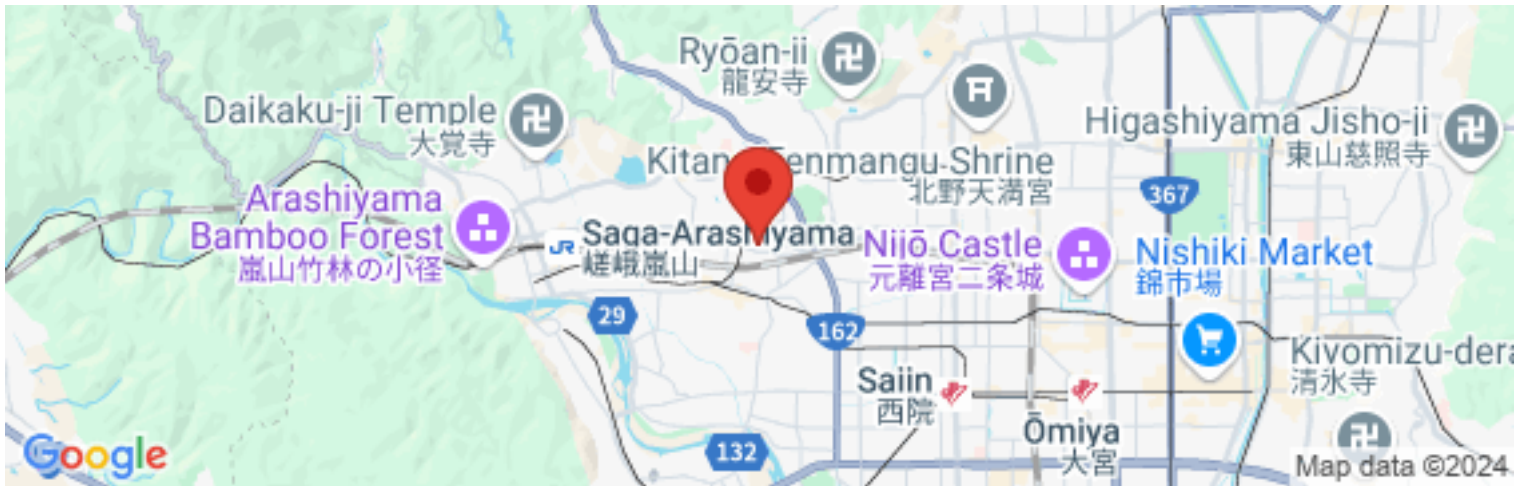 Ryōan-ji
龍安寺
Daikaku-ji Temple
大覚寺
Higashiyama Jisho-ji
東山慈照寺
Tenmangu Shrine
北野天満宮
367
Arashiyama
Bamboo Forest
嵐山竹林の小径
JR
Saga-Arashiyama
嵯峨嵐山
Nijō Castle
元離宮二条城
Nishiki Market
錦市場
29
162
Kiyomizu-dera
清水寺
Saiin
西院
Ōmiya
大宮
132
Google
Map data ©2024